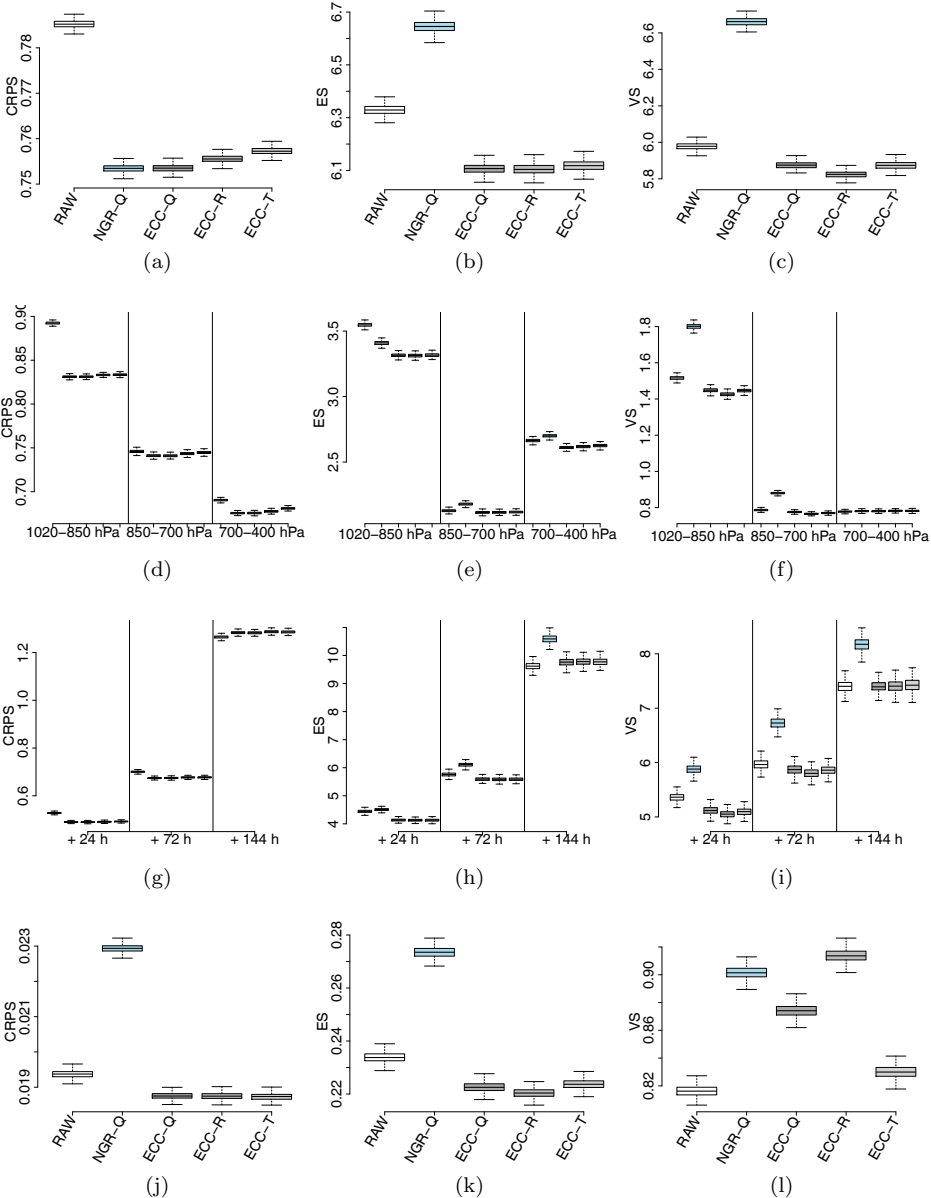 CRPS
0.75
0.76
0.77
0.78
RAW
NGR−Q
ECC−Q
ECC−R
ECC−T
(a)
ES
6.1
6.3
6.5
6.7
RAW
NGR−Q
ECC−Q
ECC−R
ECC−T
(b)
VS
5.8
6.0
6.2
6.6
RAW
NGR−Q
ECC−Q
ECC−R
ECC−T
(c)
CRPS
0.70
0.75
0.80
0.85
0.90
1020−850 hPa
850−700 hPa
700−400 hPa
(d)
ES
2.5
3.0
3.5
1020−850 hPa
850−700 hPa
700−400 hPa
(e)
VS
0.8
1.0
1.2
1.4
1.6
1.8
1020−850 hPa
850−700 hPa
700−400 hPa
(f)
CRPS
0.6
0.8
1.0
1.2
+ 24 h
+ 72 h
+ 144 h
(g)
ES
4
5
6
7
8
9
10
+ 24 h
+ 72 h
+ 144 h
(h)
VS
5
6
7
8
+ 24 h
+ 72 h
+ 144 h
(i)
CRPS
0.019
0.021
0.023
RAW
NGR−Q
ECC−Q
ECC−R
ECC−T
(j)
ES
0.22
0.24
0.26
0.28
RAW
NGR−Q
ECC−Q
ECC−R
ECC−T
(k)
VS
0.82
0.86
0.90
RAW
NGR−Q
ECC−Q
ECC−R
ECC−T
(l)